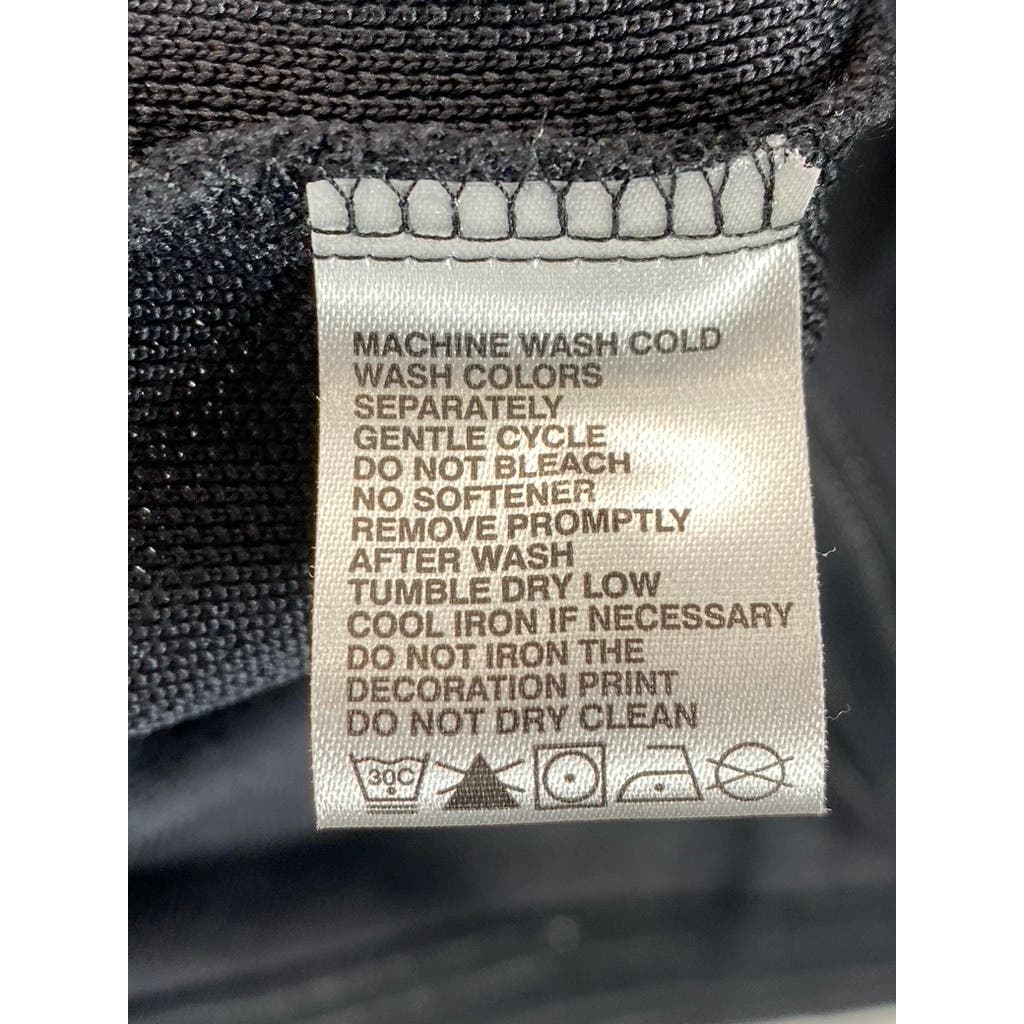 MACHINE WASH COLD
WASH COLORS
SEPARATELY
GENTLE CYCLE
DO NOT BLEACH
NO SOFTENER
REMOVE PROMPTLY
AFTER WASH
TUMBLE DRY LOW
COOL IRON IF NECESSARY
DO NOT IRON THE
DECORATION PRINT
DO NOT DRY CLEAN
30C